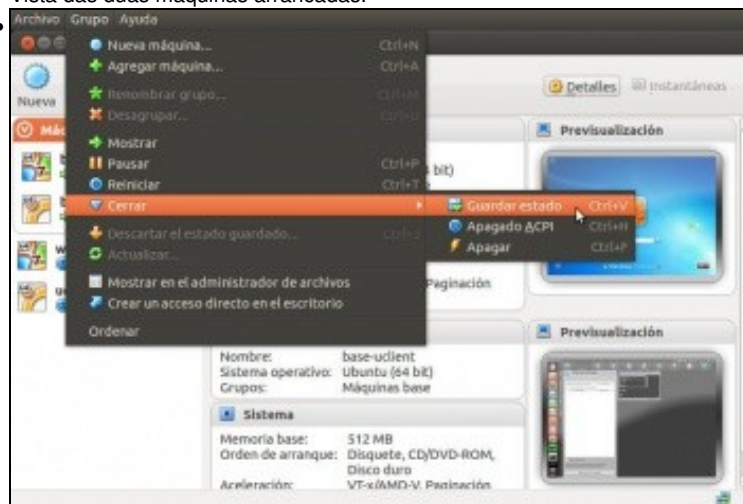 Vista das dúas máquinas arrancadas.
Archivo Grupo Ayuda
Nueva máquina... Ctrl+N
Agregar máquina... Ctrl+A
Renombrar grupo... Ctrl+M
Desagrupar... Ctrl+U
Mostrar
Pausar Ctrl+P
Reiniciar Ctrl+T
Cerrar
Descartar el estado guardado... Ctrl+J
Actualizar...
Mostrar en el administrador de archivos
Crear un acceso directo en el escritorio
Ordenar
Guardar estado Ctrl+V
Apagado ACPI Ctrl+H
Apagar Ctrl+F
Nueva
Detalles Instantáneas
Previsualización
bit)
Paginación
Previsualización
Nombre: base-uclient
Sistema operativo: Ubuntu (64 bit)
Grupos: Máquinas base
Sistema
Memoria base: 512 MB
Orden de arranque: Disquete, CD/DVD-ROM,
Disco duro
Aceleración: VT-x/AMD-V, Paginación